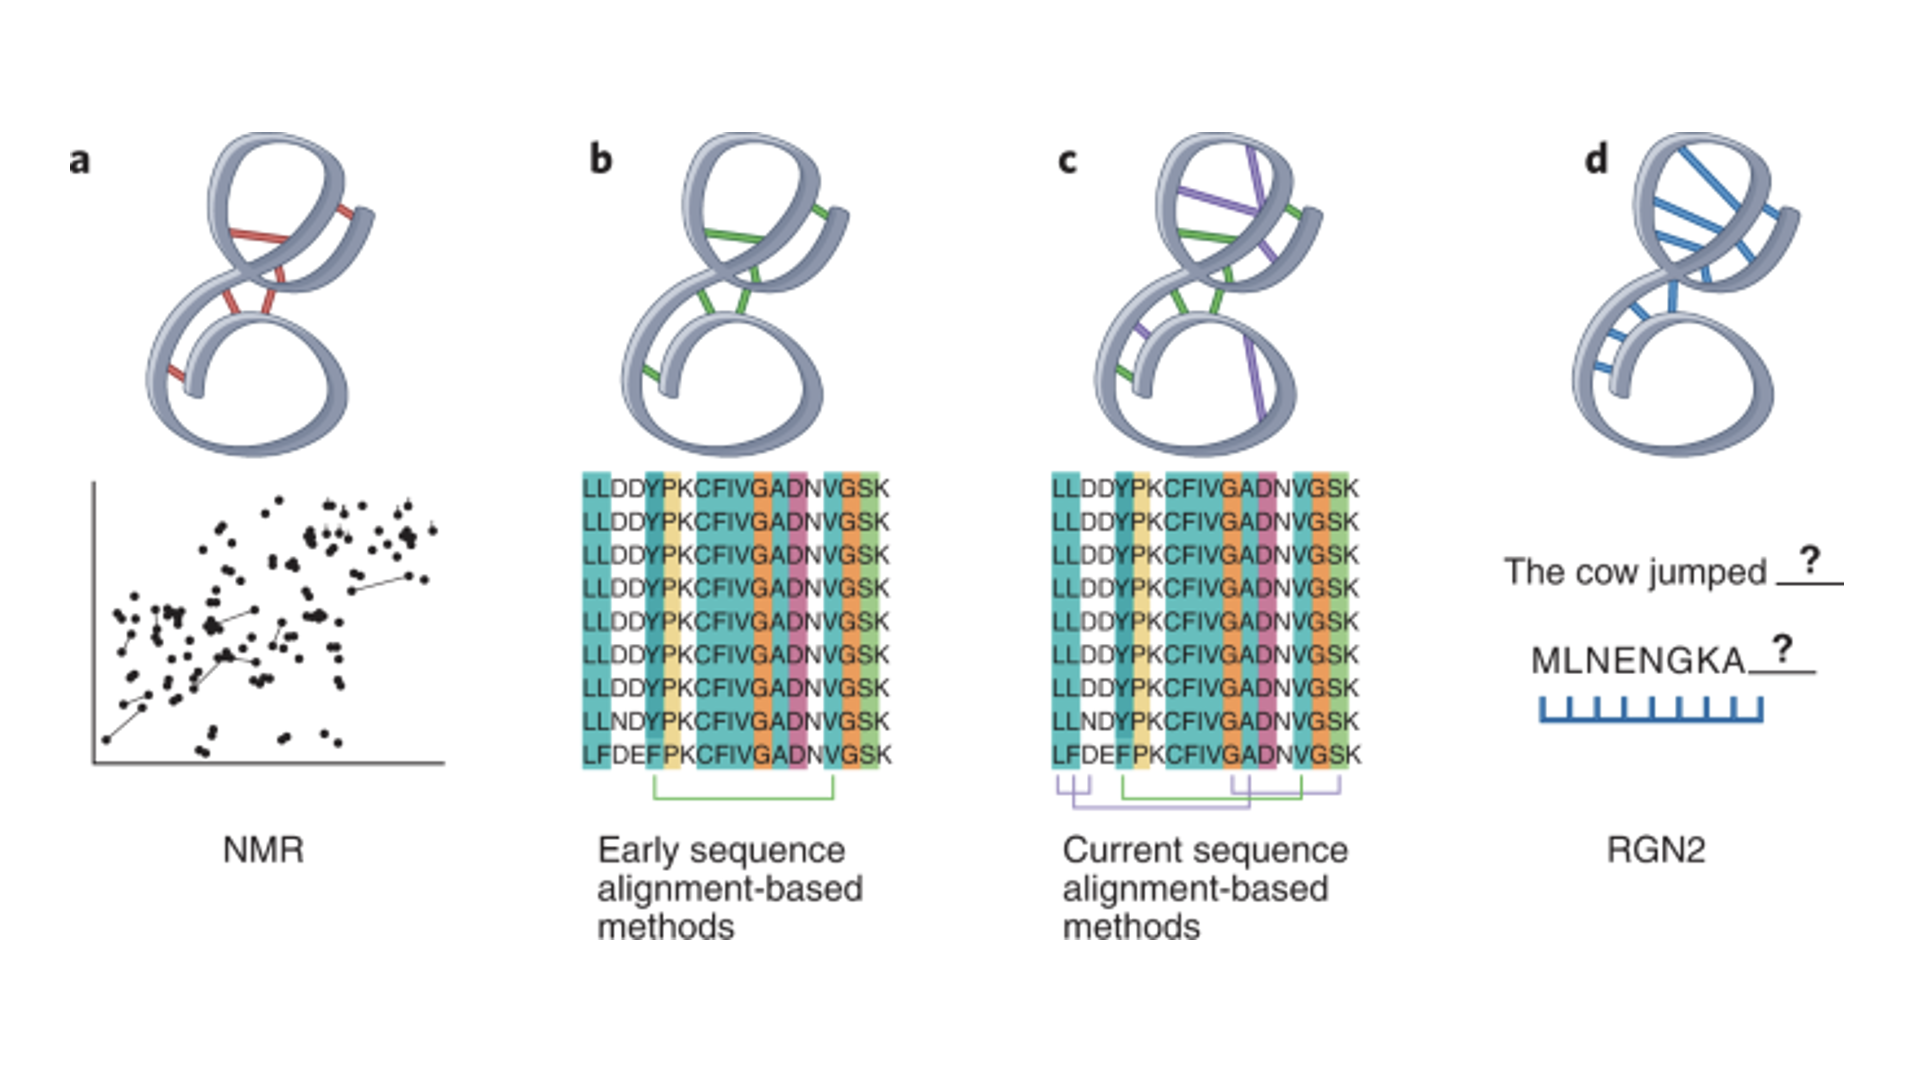 a
b
c
d
LLDDYPKCFIVGADNVGSK
LLDDYPKCFIVGADNVGSK
LLDDYPKCFIVGADNVGSK
LLDDYPKCFIVGADNVGSK
LLDDYPKCFIVGADNVGSK
LLDDYPKCFIVGADNVGSK
LLDDYPKCFIVGADNVGSK
LLNDYPKCFIVGADNVGSK
LFDEFPKCFIVGADNVGSK
LLDDYPKCFIVGADNVGSK
LLDDYPKCFIVGADNVGSK
LLDDYPKCFIVGADNVGSK
LLDDYPKCFIVGADNVGSK
LLDDYPKCFIVGADNVGSK
LLDDYPKCFIVGADNVGSK
LLDDYPKCFIVGADNVGSK
LLNDYPKCFIVGADNVGSK
LFDEFPKCFIVGADNVGSK
The cow jumped ?
MLNENGKA ?
NMR
Early sequence
alignment-based
methods
Current sequence
alignment-based
methods
RGN2